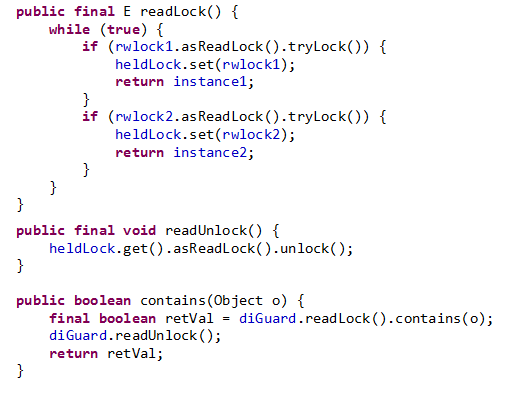 public final E readLock() {
    while (true) {
        if (rwlock1.asReadLock().tryLock()) {
            heldLock.set(rwlock1);
            return instance1;
        }
        if (rwlock2.asReadLock().tryLock()) {
            heldLock.set(rwlock2);
            return instance2;
        }
    }
}
public final void readUnlock() {
    heldLock.get().asReadLock().unlock();
}
public boolean contains(Object o) {
    final boolean retVal = diGuard.readLock().contains(o);
    diGuard.readUnlock();
    return retVal;
}